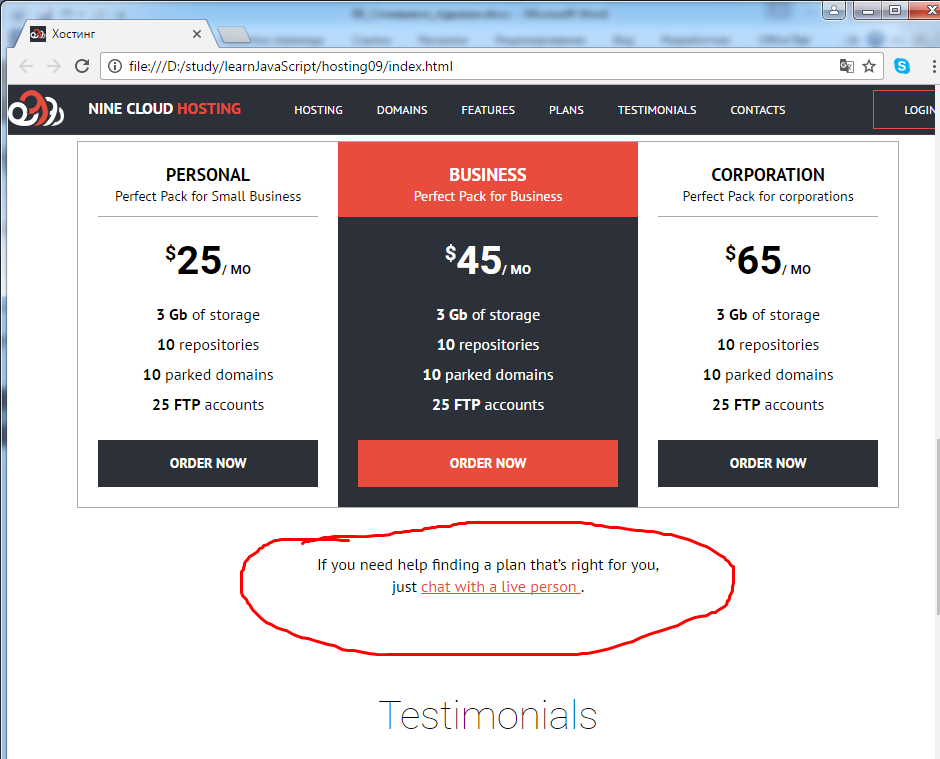 Хостинг
file:///D:/study/learnJavaScript/hosting09/index.html
NINE CLOUD HOSTING HOSTING DOMAINS FEATURES PLANS TESTIMONIALS CONTACTS LOGIN
PERSONAL
Perfect Pack for Small Business
$25/ MO
3 Gb of storage
10 repositories
10 parked domains
25 FTP accounts
ORDER NOW
BUSINESS
Perfect Pack for Business
$45/ MO
3 Gb of storage
10 repositories
10 parked domains
25 FTP accounts
ORDER NOW
CORPORATION
Perfect Pack for corporations
$65/ MO
3 Gb of storage
10 repositories
10 parked domains
25 FTP accounts
ORDER NOW
If you need help finding a plan that's right for you,
just chat with a live person .
Testimonials